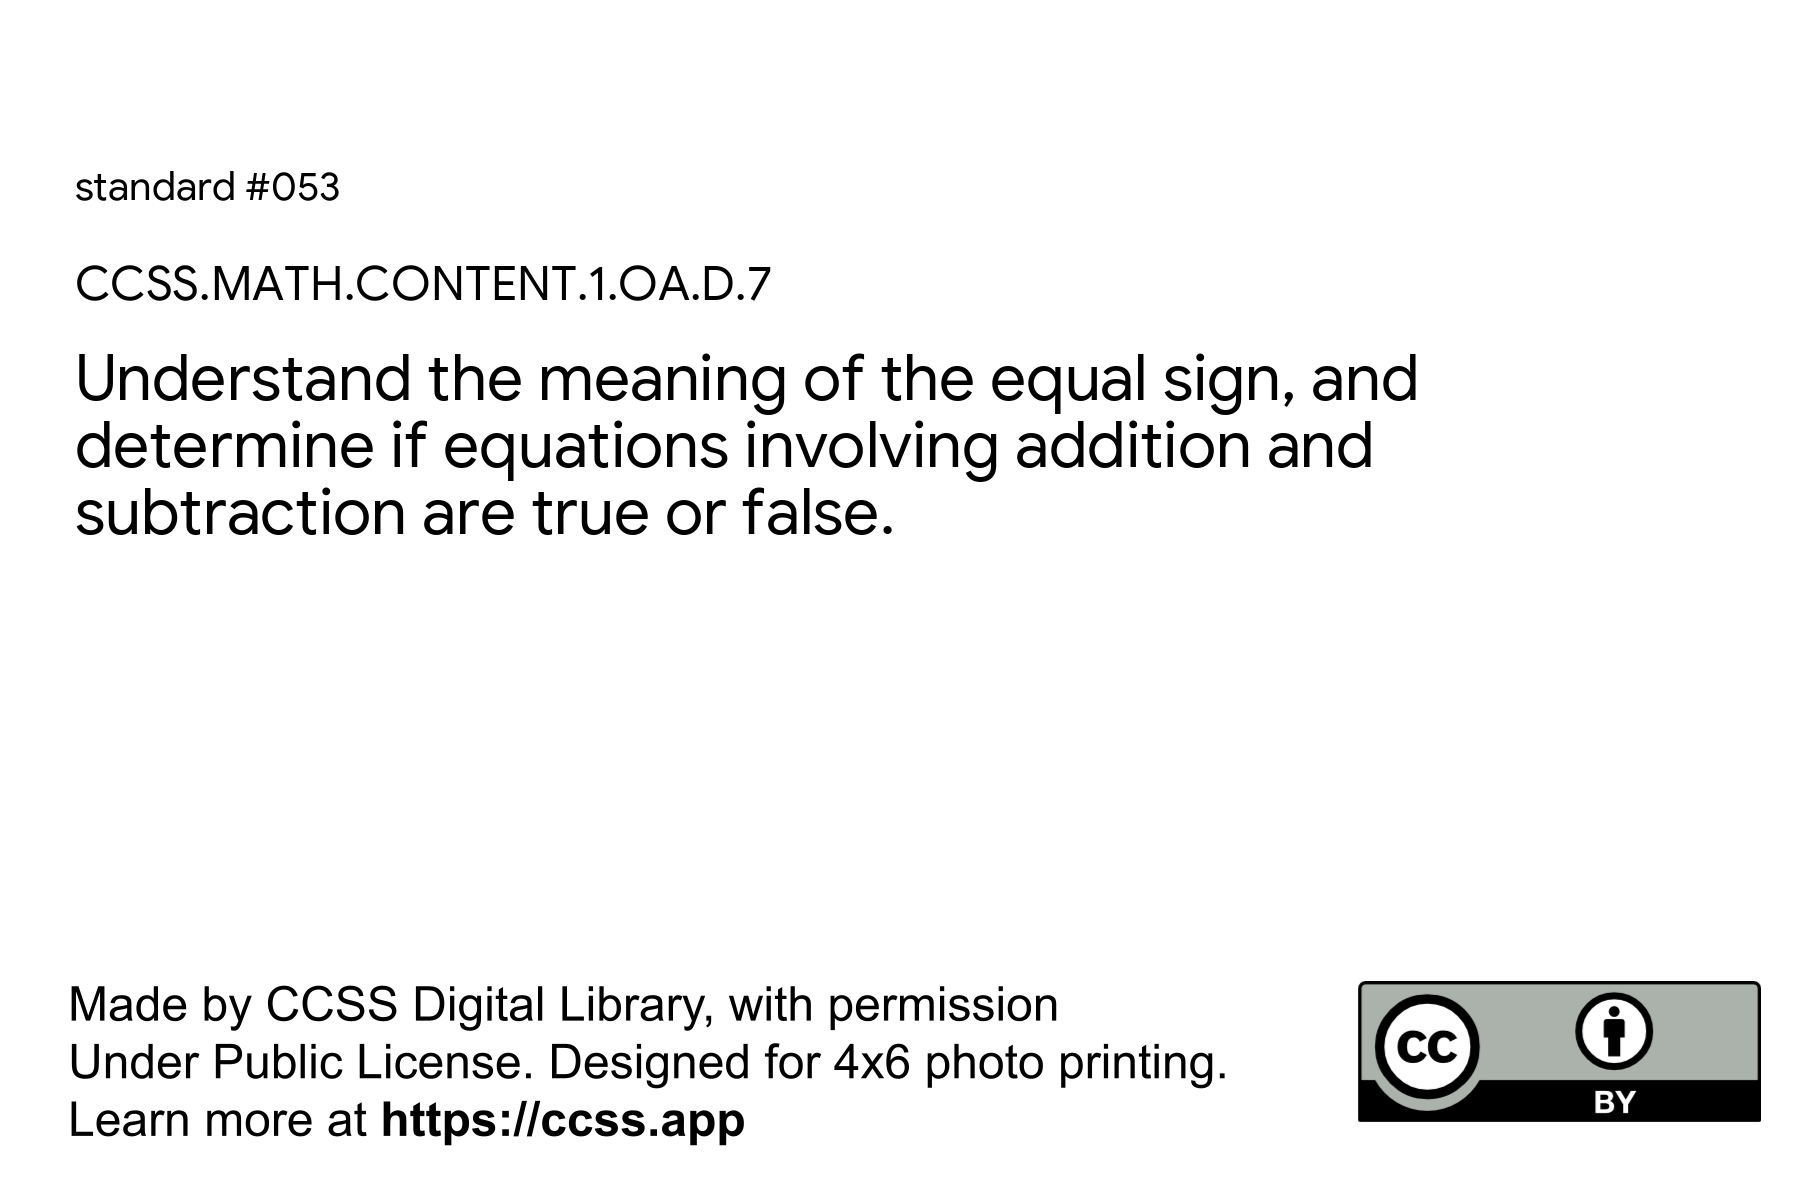 standard #053
CCSS.MATH.CONTENT.1.OA.D.7
Understand the meaning of the equal sign, and
determine if equations involving addition and
subtraction are true or false.
Made by CCSS Digital Library, with permission
Under Public License. Designed for 4x6 photo printing.
Learn more at https://ccss.app
CC
BY